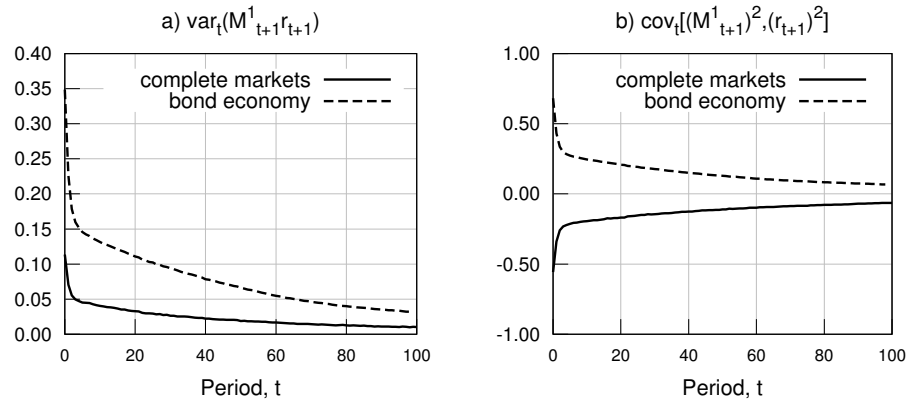 a) var_t(M^1_{t+1}r_{t+1})
0.40
0.35
0.30
0.25
0.20
0.15
0.10
0.05
0.00
complete markets
bond economy
0 20 40 60 80 100
Period, t
b) cov_t[(M^1_{t+1})^2,(r_{t+1})^2]
1.00
0.50
0.00
-0.50
-1.00
complete markets
bond economy
0 20 40 60 80 100
Period, t